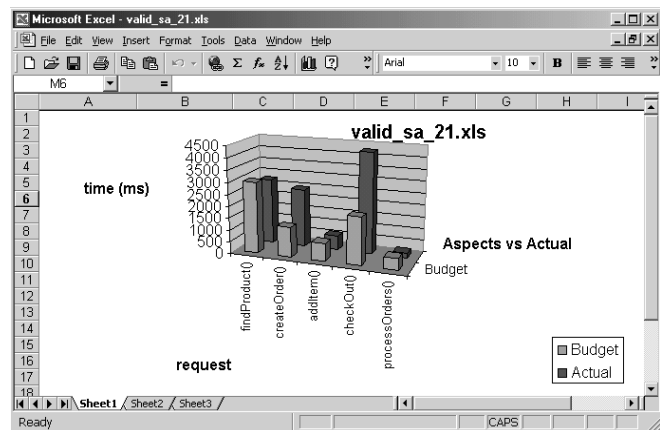 Microsoft Excel - valid_sa_21.xls
File Edit View Insert Format Tools Data Window Help
Arial 10 B
M6 =
A B C D E F G H I
1
2
3
4
5
6
7
8
9
10
11
12
13
14
15
16
17
18
valid_sa_21.xls
4500
4000
3500
3000
2500
2000
1500
1000
500
0
time (ms)
Aspects vs Actual
Budget
findProduct()
createOrder()
addItem()
checkOut()
processOrders()
request
Budget
Actual
Sheet1 Sheet2 Sheet3
Ready CAPS